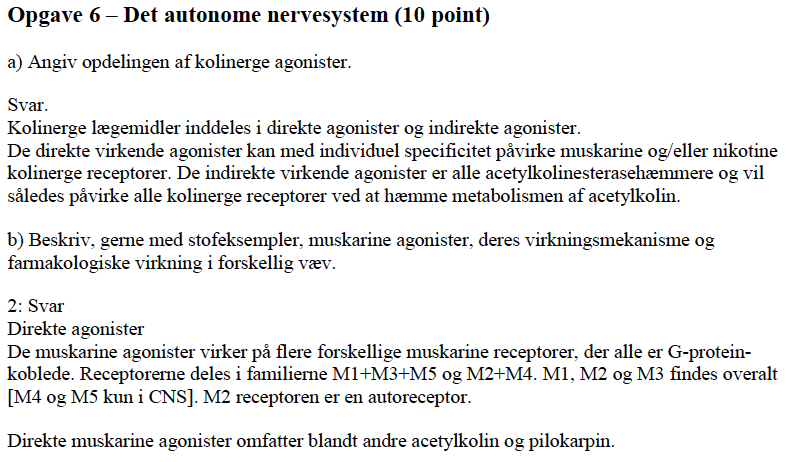 Opgave 6 – Det autonome nervesystem (10 point)
a) Angiv opdelingen af kolinerge agonister.
Svar.
Kolinerge lægemidler inddeles i direkte agonister og indirekte agonister.
De direkte virkende agonister kan med individuel specificitet påvirke muskarine og/eller nikotine
kolinerge receptorer. De indirekte virkende agonister er alle acetylkolinesterasehæmmere og vil
således påvirke alle kolinerge receptorer ved at hæmme metabolismen af acetylkolin.
b) Beskriv, gerne med stofeksempler, muskarine agonister, deres virkningsmekanisme og
farmakologiske virkning i forskellig væv.
2: Svar
Direkte agonister
De muskarine agonister virker på flere forskellige muskarine receptorer, der alle er G-protein-
koblede. Receptorerne deles i familierne M1+M3+M5 og M2+M4. M1, M2 og M3 findes overalt
[M4 og M5 kun i CNS]. M2 receptoren er en autoreceptor.
Direkte muskarine agonister omfatter blandt andre acetylkolin og pilokarpin.